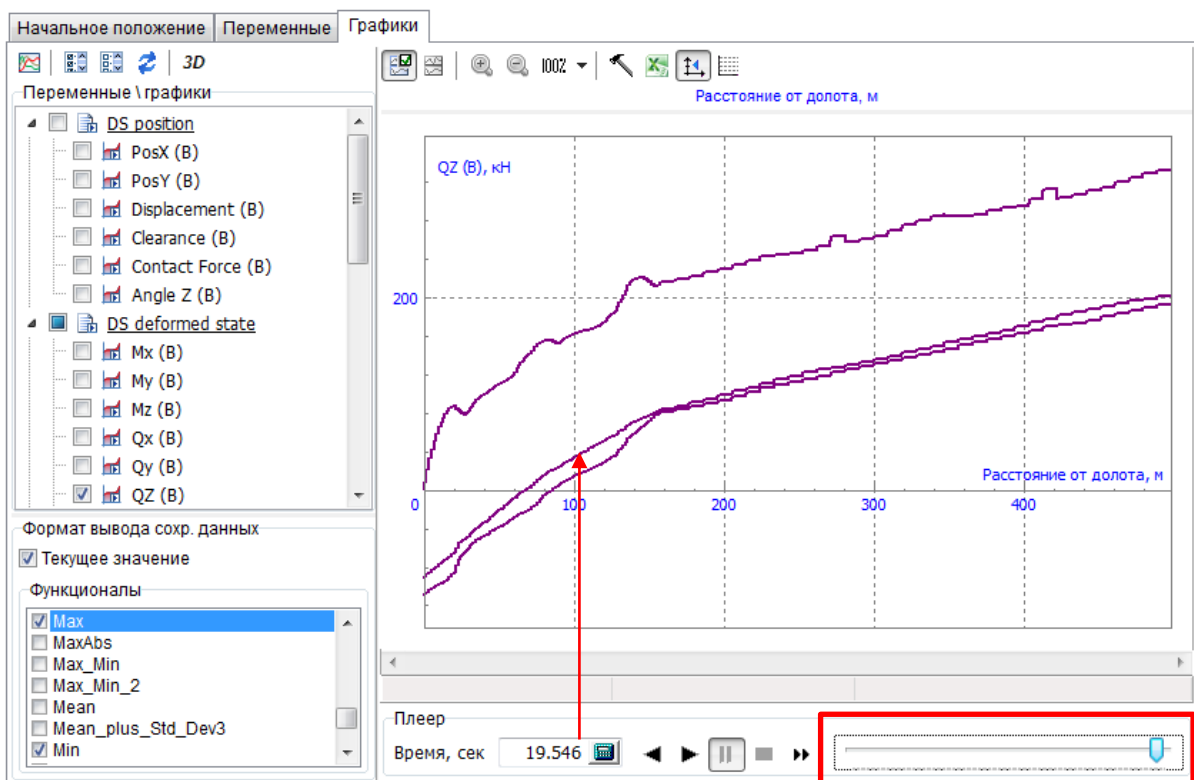 Начальное положение Переменные Графики
3D
Переменные \ графики
DS position
PosX (B)
PosY (B)
Displacement (B)
Clearance (B)
Contact Force (B)
Angle Z (B)
DS deformed state
Mx (B)
My (B)
Mz (B)
Qx (B)
Qy (B)
QZ (B)
Формат вывода сохр. данных
Текущее значение
Функционалы
Max
MaxAbs
Max_Min
Max_Min_2
Mean
Mean_plus_Std_Dev3
Min
100%
Расстояние от долота, м
QZ (B), кН
200
Расстояние от долота, м
0 100 200 300 400
Плеер
Время, сек 19.546